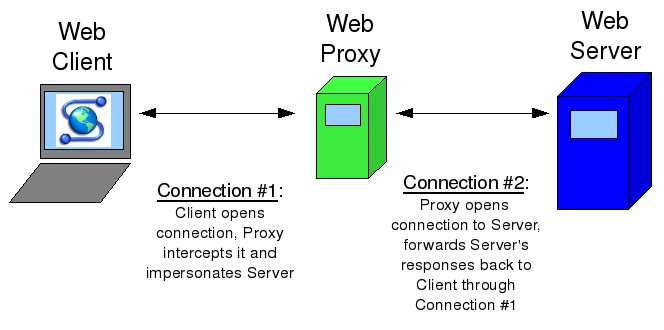 Web
Client
Web
Proxy
Web
Server
Connection #1:
Client opens
connection, Proxy
intercepts it and
impersonates Server
Connection #2:
Proxy opens
connection to Server,
forwards Server's
responses back to
Client through
Connection #1